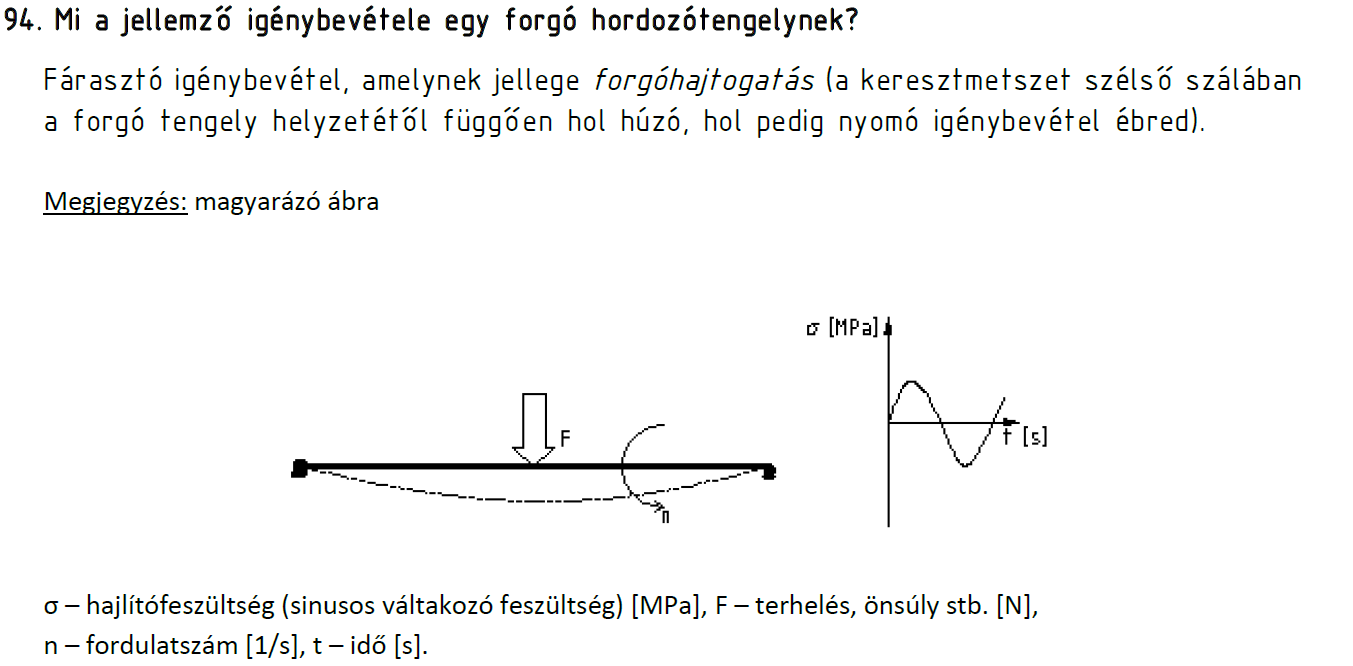 94. Mi a jellemző igénybevétele egy forgó hordozótengelynek?
Fárasztó igénybevétel, amelynek jellege forgóhajtogatás (a keresztmetszet szélső szálában
a forgó tengely helyzetétől függően hol húzó, hol pedig nyomó igénybevétel ébred).
Megjegyzés: magyarázó ábra
σ [MPa]
F
t [s]
n
σ – hajlítófeszültség (sinusos váltakozó feszültség) [MPa], F – terhelés, önsúly stb. [N],
n – fordulatszám [1/s], t – idő [s].